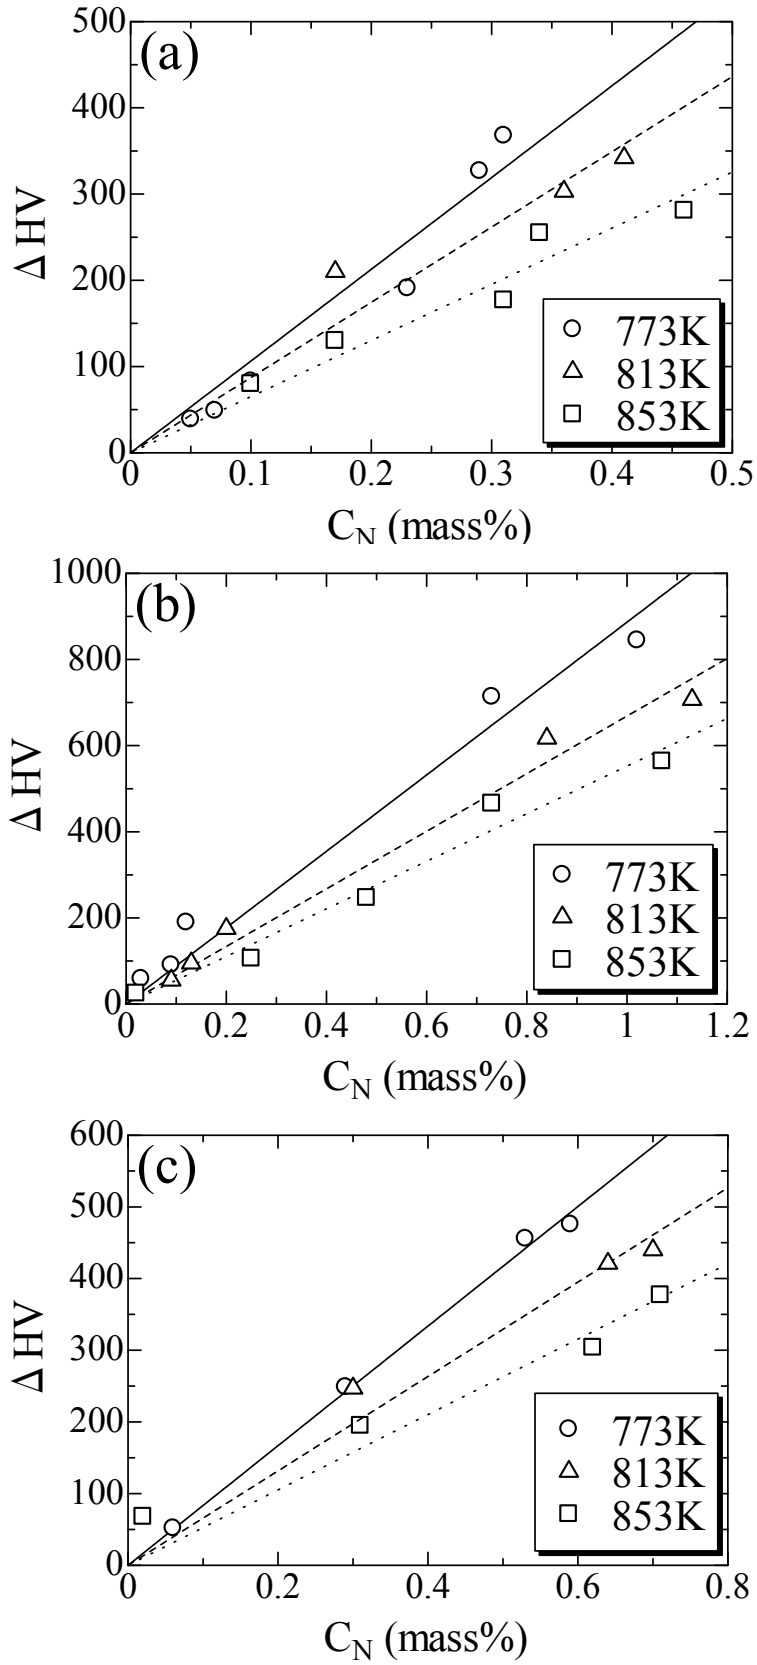 (a)
500
400
300
200
100
0
Δ HV
0 0.1 0.2 0.3 0.4 0.5
C_N (mass%)
773K
813K
853K
(b)
1000
800
600
400
200
0
Δ HV
0 0.2 0.4 0.6 0.8 1 1.2
C_N (mass%)
773K
813K
853K
(c)
600
500
400
300
200
100
0
Δ HV
0 0.2 0.4 0.6 0.8
C_N (mass%)
773K
813K
853K